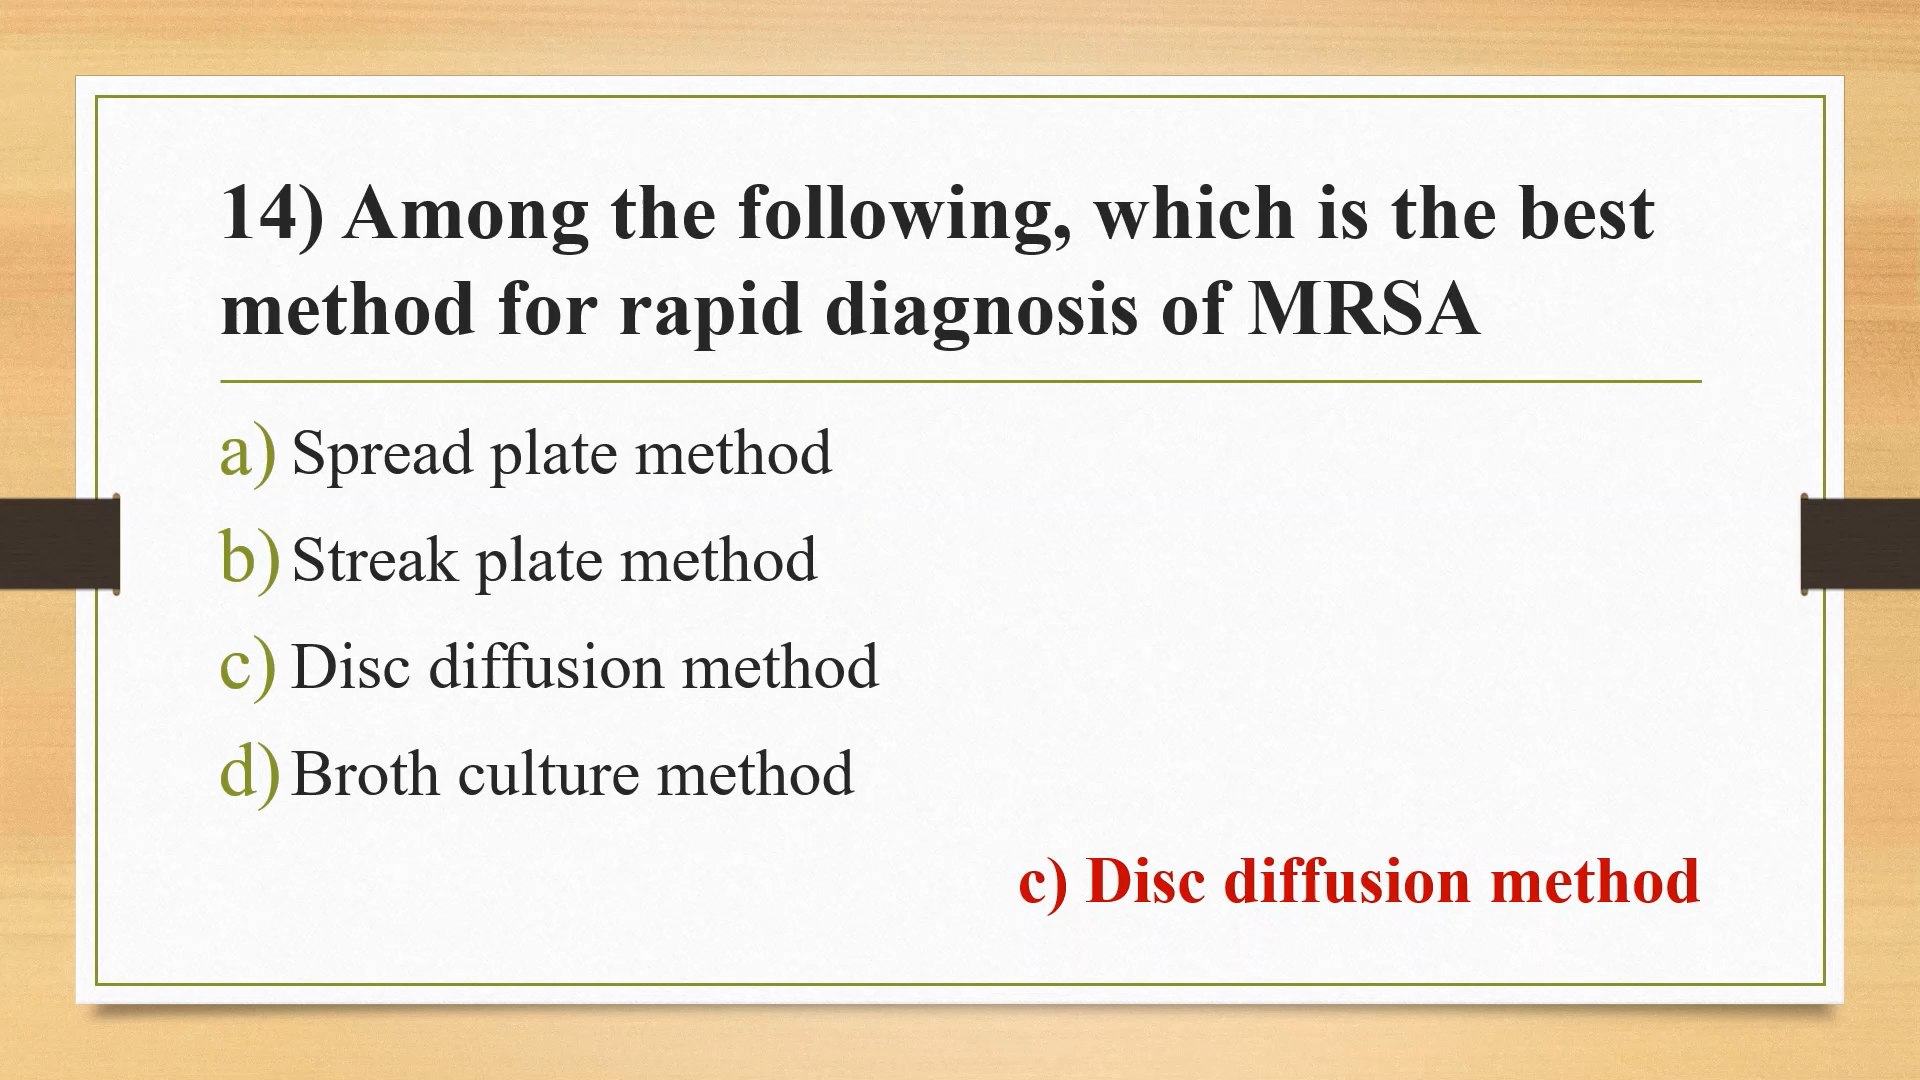 14) Among the following, which is the best
method for rapid diagnosis of MRSA
a) Spread plate method
b) Streak plate method
c) Disc diffusion method
d) Broth culture method
c) Disc diffusion method